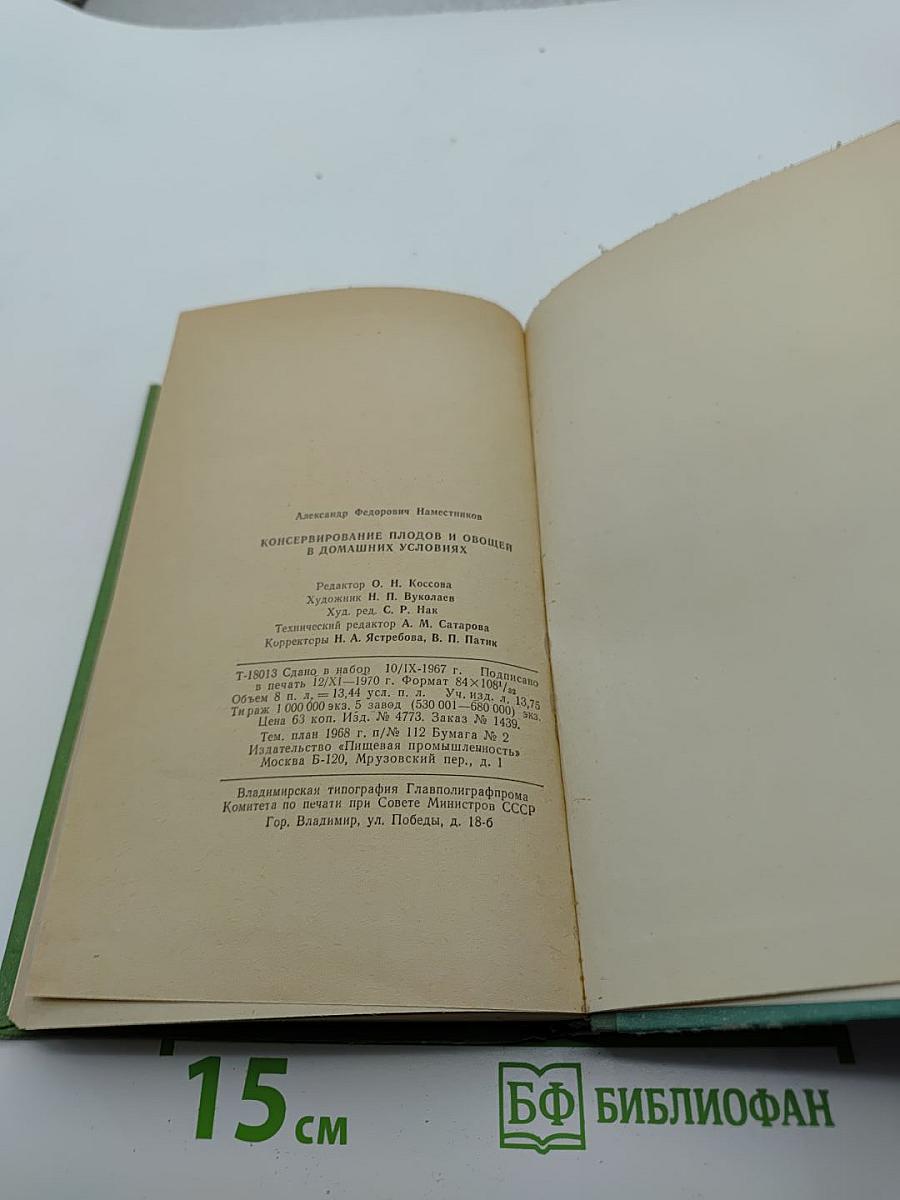 Александр Федорович Наместников
КОНСЕРВИРОВАНИЕ ПЛОДОВ И ОВОЩЕЙ
В ДОМАШНИХ УСЛОВИЯХ
Редактор О. Н. Коссова
Художник Н. П. Вуколаев
Худ. ред. С. Р. Нак
Технический редактор А. М. Сатарова
Корректоры Н. А. Ястребова, В. П. Патик
Т-18013 Сдано в набор 10/IX-1967 г. Подписано
в печать 12/XI—1970 г. Формат 84×108¹/₃₂
Объем 8 п. л. = 13,44 усл. п. л. Уч. изд. л. 13,75
Тираж 1 000 000 экз. 5 завод (530 001—680 000) экз.
Цена 63 коп. Изд. № 4773. Заказ № 1439.
Тем. план 1968 г. п/№ 112 Бумага № 2
Издательство «Пищевая промышленность»
Москва Б-120, Мрузовский пер., д. 1
Владимирская типография Главполиграфпрома
Комитета по печати при Совете Министров СССР
Гор. Владимир, ул. Победы, д. 18-б
15 см
БФ БИБЛИОФАН